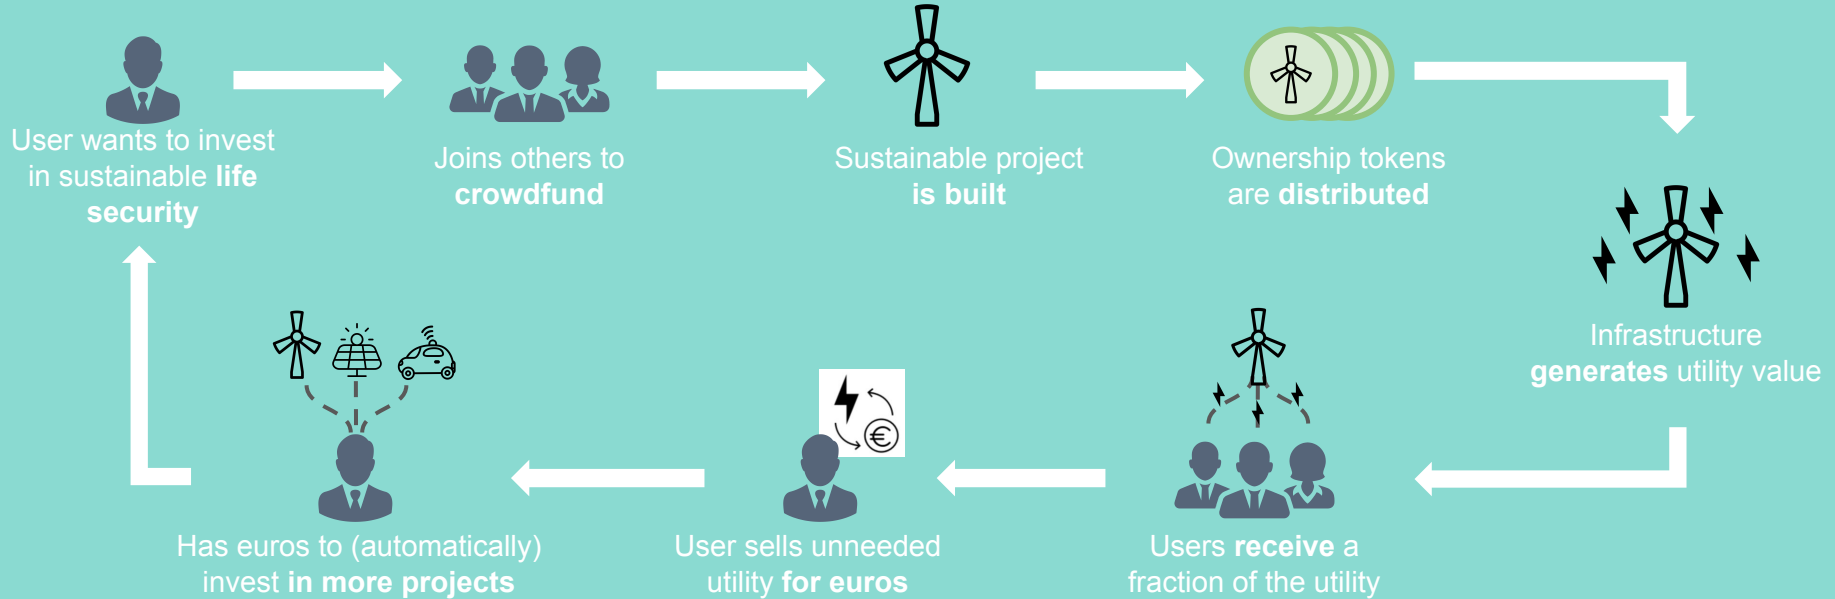 User wants to invest
in sustainable life
security
Joins others to
crowdfund
Sustainable project
is built
Ownership tokens
are distributed
Infrastructure
generates utility value
Users receive a
fraction of the utility
User sells unneeded
utility for euros
Has euros to (automatically)
invest in more projects